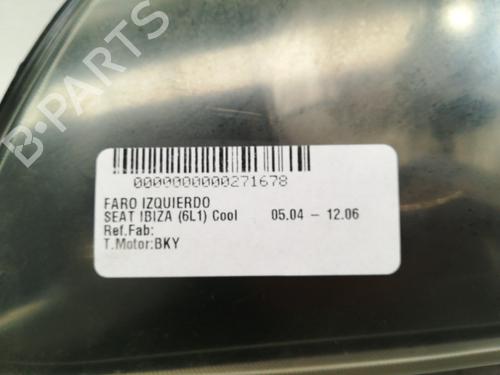 B-PARTS
0000000000271678
FARO IZQUIERDO
SEAT IBIZA (6L1) Cool 05.04 – 12.06
Ref.Fab:
T.Motor:BKY